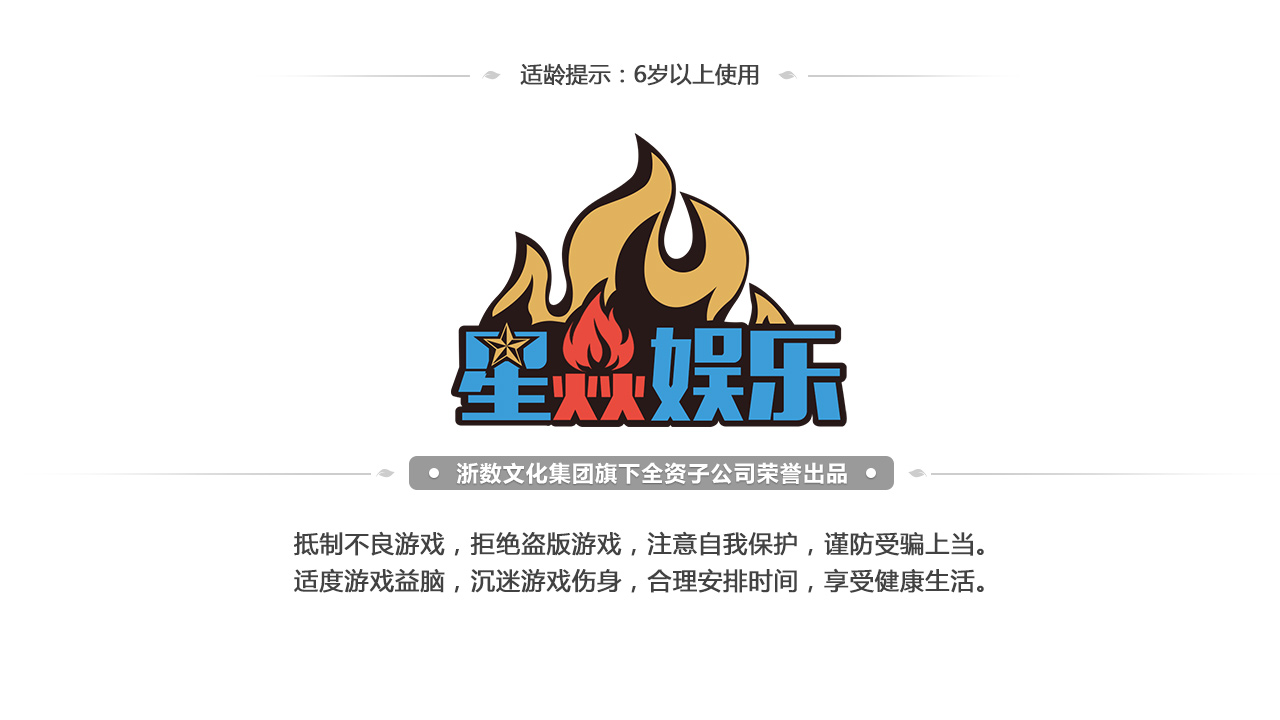 适龄提示：6岁以上使用
星焱娱乐
浙数文化集团旗下全资子公司荣誉出品
抵制不良游戏，拒绝盗版游戏，注意自我保护，谨防受骗上当。
适度游戏益脑，沉迷游戏伤身，合理安排时间，享受健康生活。